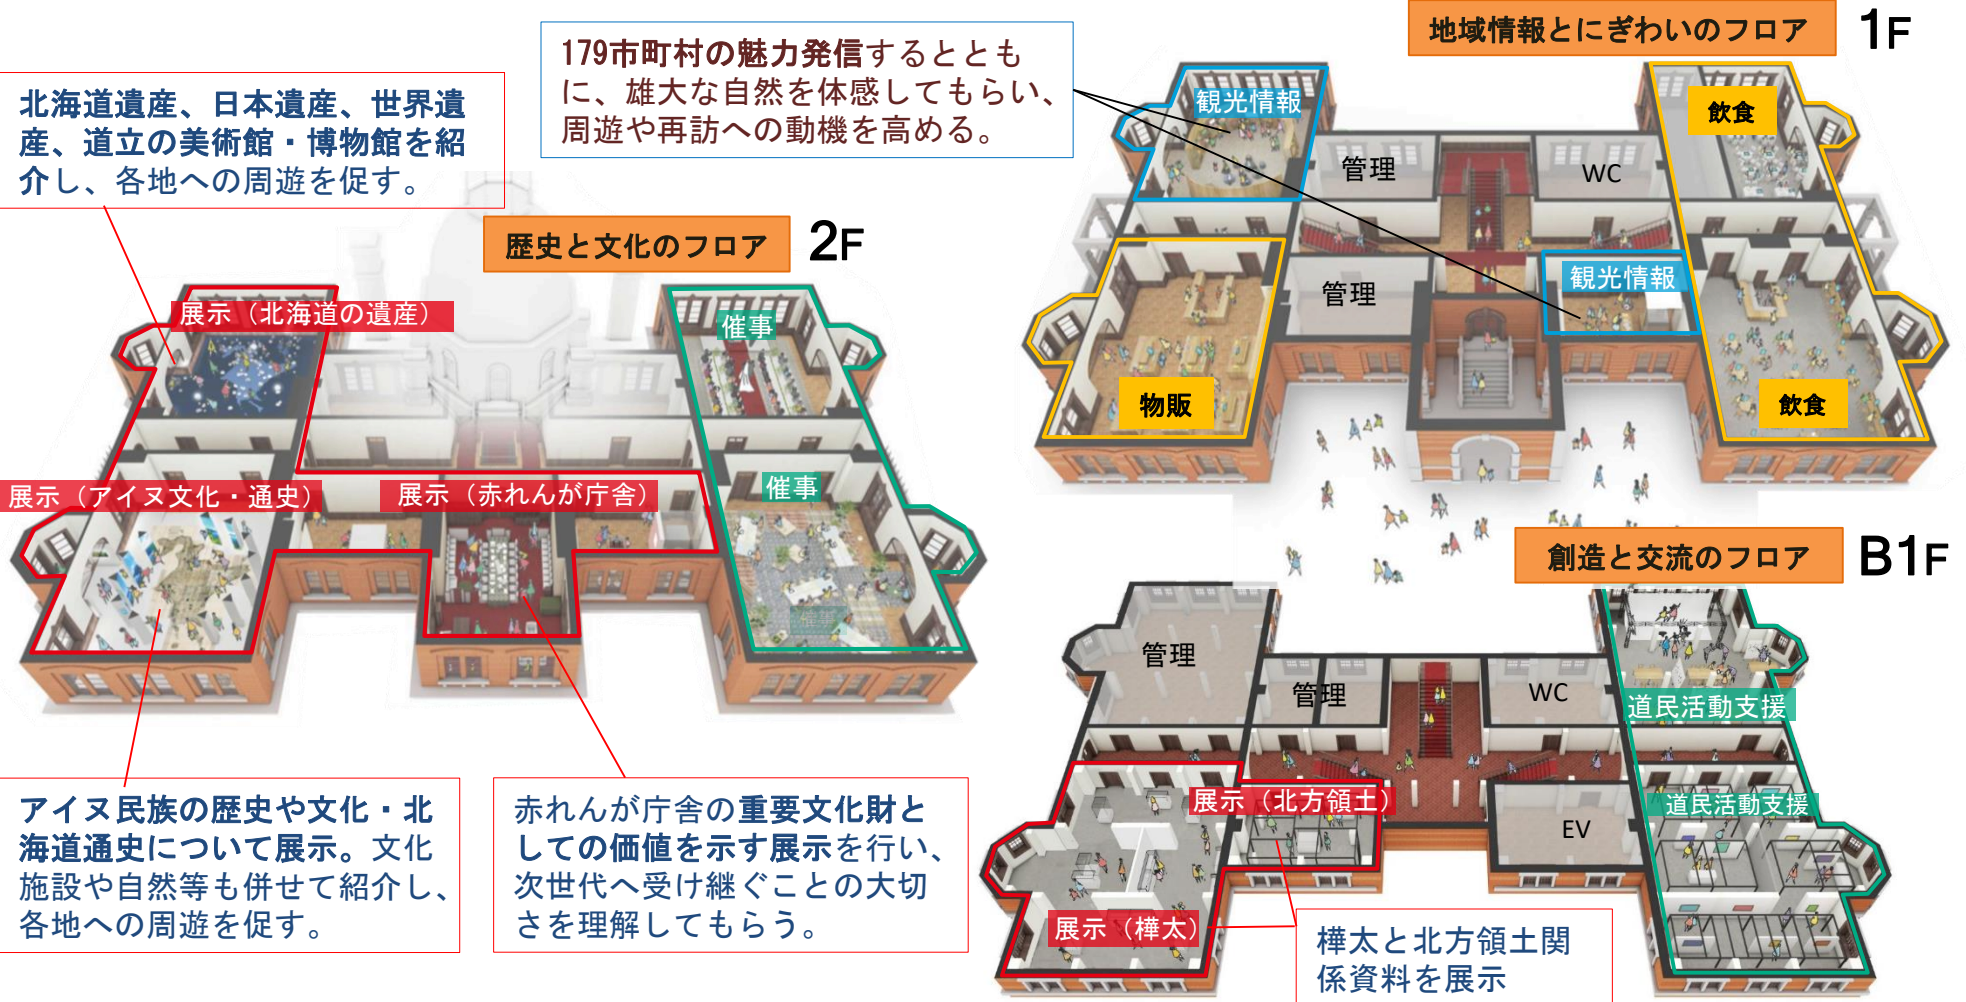 北海道遺産、日本遺産、世界遺
産、道立の美術館・博物館を紹
介し、各地への周遊を促す。
歴史と文化のフロア 2F
展示（北海道の遺産）
催事
展示（アイヌ文化・通史）
展示（赤れんが庁舎）
催事
アイヌ民族の歴史や文化・北
海道通史について展示。文化
施設や自然等も併せて紹介し、
各地への周遊を促す。
赤れんが庁舎の重要文化財と
しての価値を示す展示を行い、
次世代へ受け継ぐことの大切
さを理解してもらう。
179市町村の魅力発信するととも
に、雄大な自然を体感してもらい、
周遊や再訪への動機を高める。
地域情報とにぎわいのフロア 1F
観光情報
飲食
管理
WC
管理
観光情報
物販
飲食
創造と交流のフロア B1F
管理
管理
WC
道民活動支援
展示（北方領土）
道民活動支援
EV
展示（樺太）
樺太と北方領土関
係資料を展示